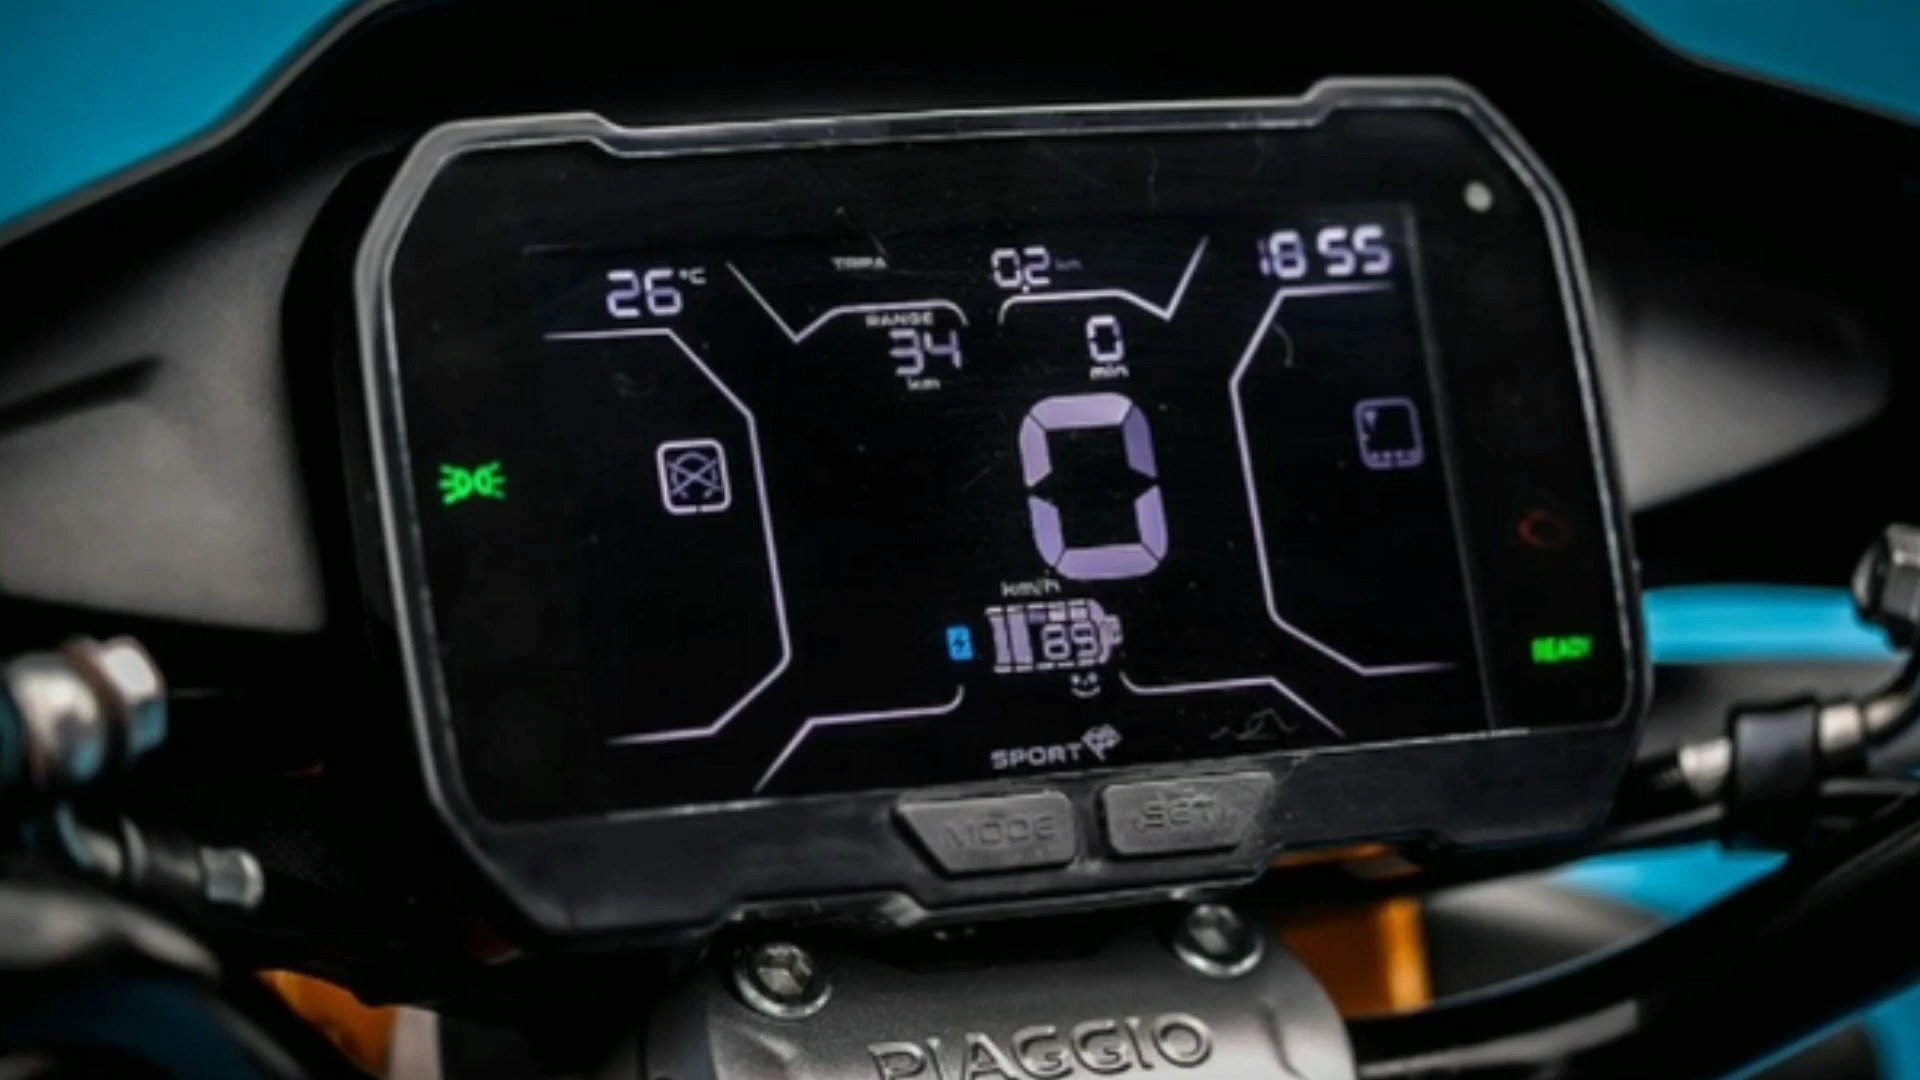 26 °C
TRIP A
0.2 km
18 55
RANGE
34
km
0
min
0
km/h
89
READY
SPORT
MODE
SET
PIAGGIO